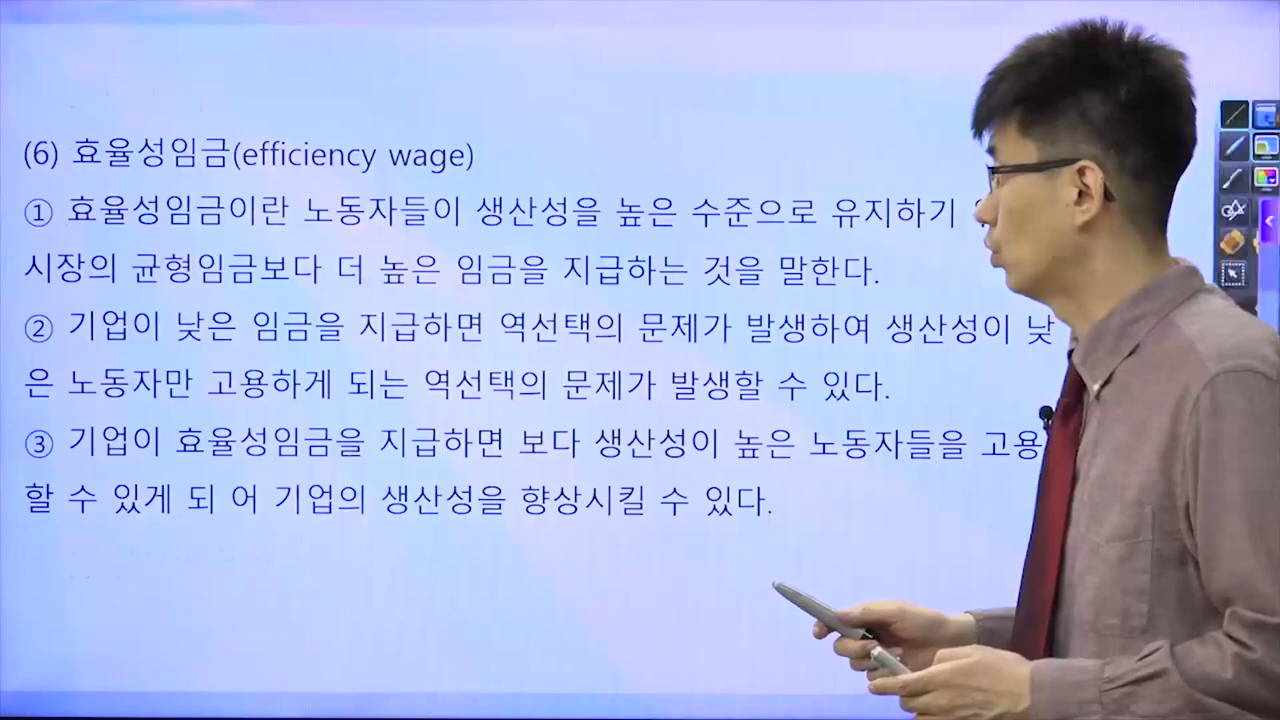 (6) 효율성임금(efficiency wage)
① 효율성임금이란 노동자들이 생산성을 높은 수준으로 유지하기
시장의 균형임금보다 더 높은 임금을 지급하는 것을 말한다.
② 기업이 낮은 임금을 지급하면 역선택의 문제가 발생하여 생산성이 낮
은 노동자만 고용하게 되는 역선택의 문제가 발생할 수 있다.
③ 기업이 효율성임금을 지급하면 보다 생산성이 높은 노동자들을 고용
할 수 있게 되 어 기업의 생산성을 향상시킬 수 있다.